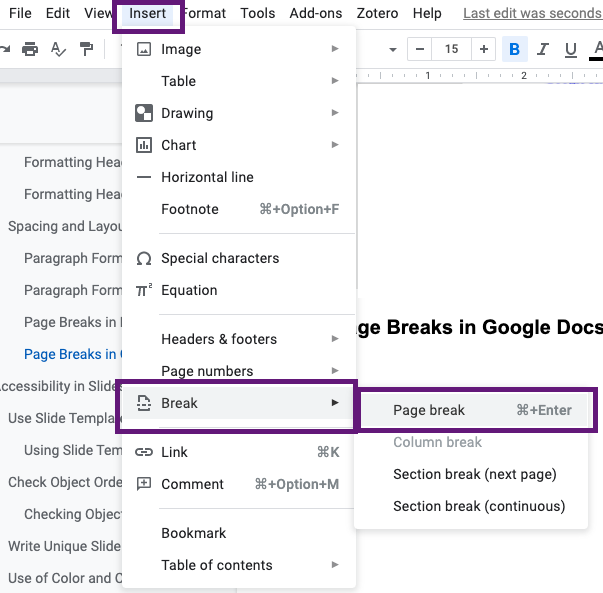 File Edit View Insert Format Tools Add-ons Zotero Help Last edit was seconds
15 B I U A
1 2
Image
Table
Drawing
Chart
Horizontal line
Footnote ⌘+Option+F
Special characters
Equation
Headers & footers
Page numbers
Break
Link ⌘K
Comment ⌘+Option+M
Bookmark
Table of contents
Page break ⌘+Enter
Column break
Section break (next page)
Section break (continuous)
Formatting Hea
Formatting Hea
Spacing and Layou
Paragraph Form
Paragraph Form
Page Breaks in
Page Breaks in
ccessibility in Slides
Use Slide Templa
Using Slide Tem
Check Object Orde
Checking Object
Write Unique Slide
Use of Color and C
ge Breaks in Google Docs